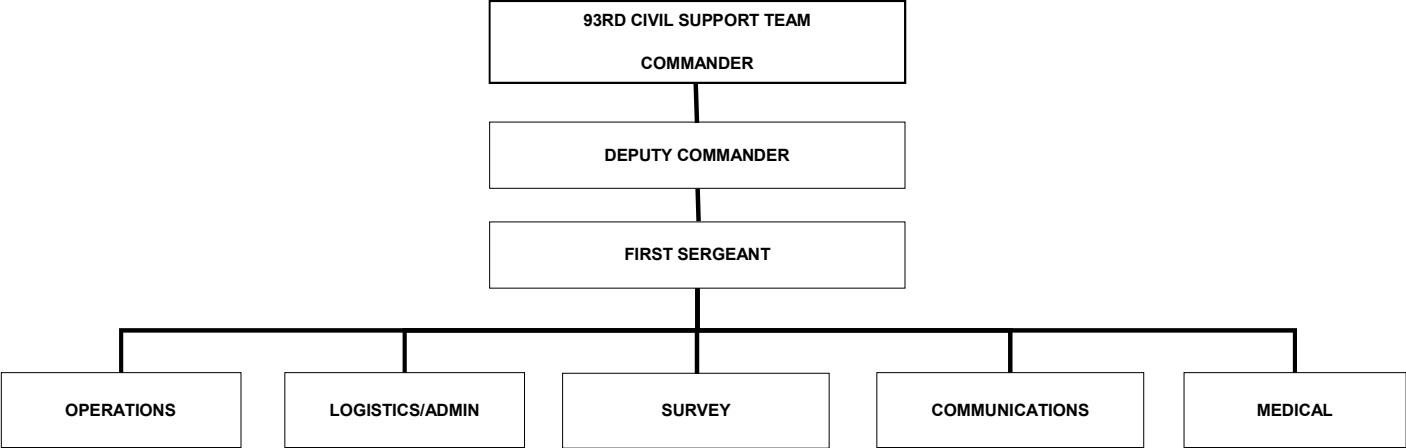 93RD CIVIL SUPPORT TEAM
COMMANDER
DEPUTY COMMANDER
FIRST SERGEANT
OPERATIONS
LOGISTICS/ADMIN
SURVEY
COMMUNICATIONS
MEDICAL